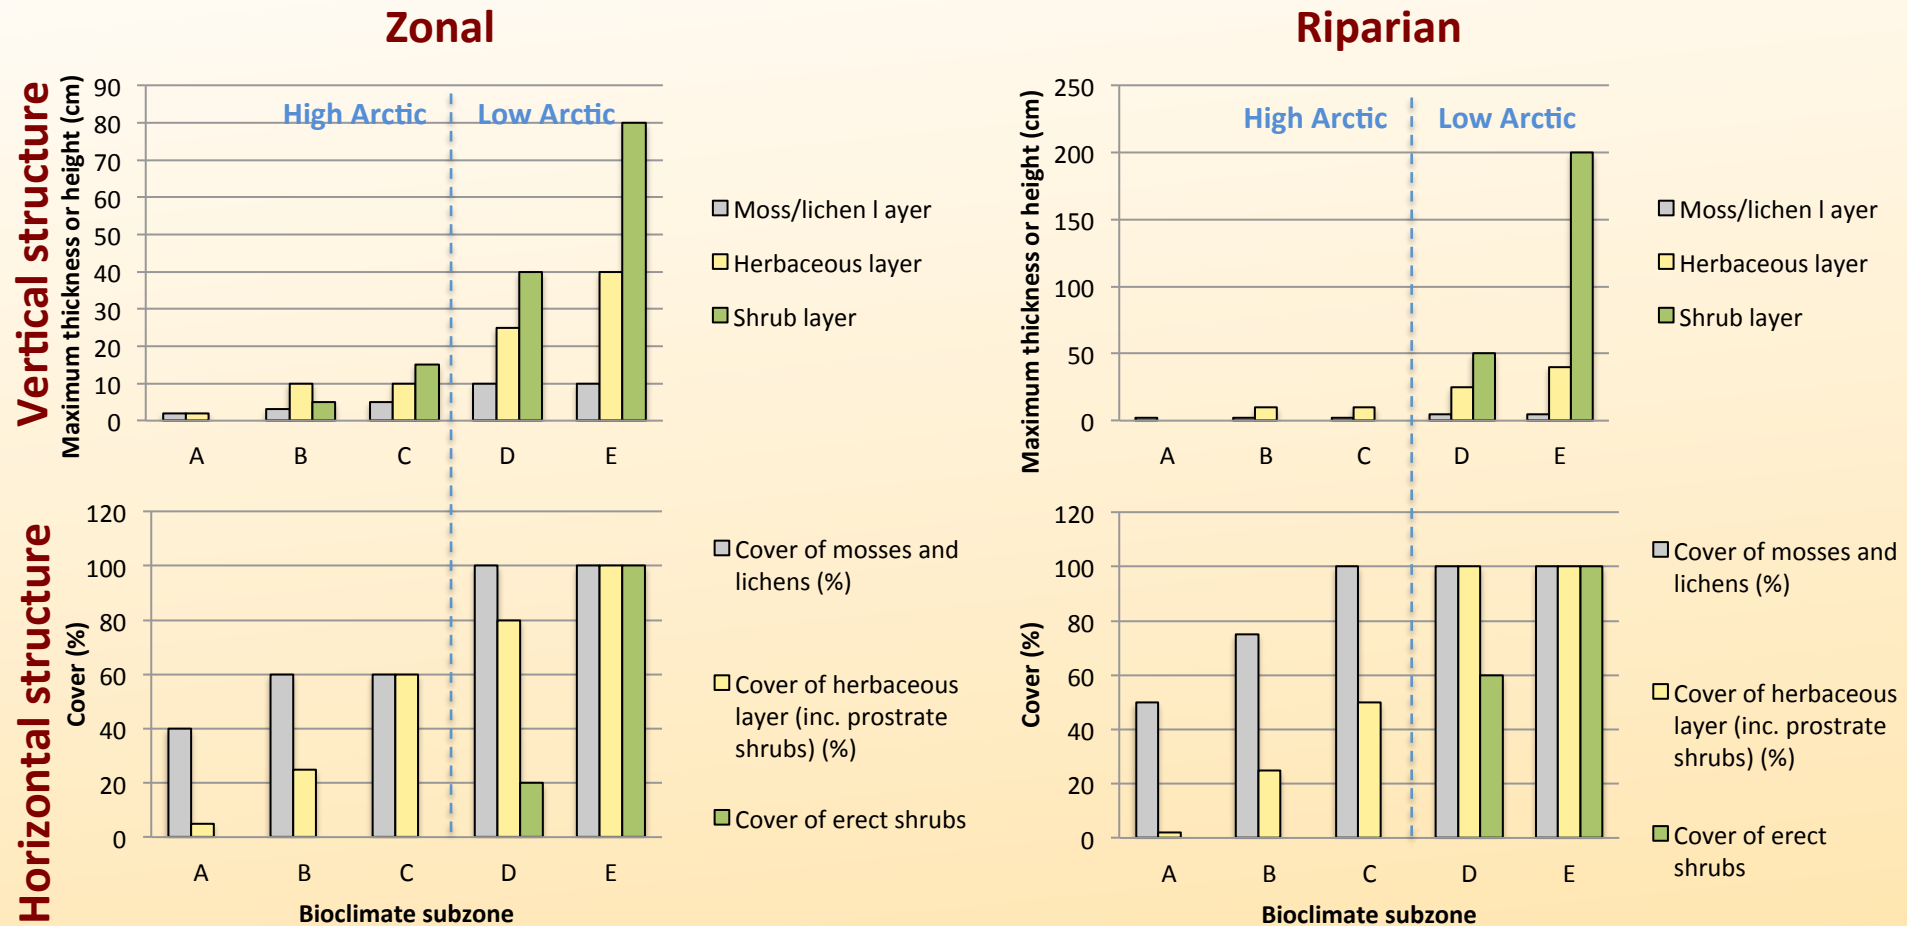 Zonal
Riparian
Vertical structure
Maximum thickness or height (cm)
90
80
70
60
50
40
30
20
10
0
High Arctic
Low Arctic
A B C D E
Moss/lichen l ayer
Herbaceous layer
Shrub layer
Maximum thickness or height (cm)
250
200
150
100
50
0
High Arctic
Low Arctic
A B C D E
Moss/lichen l ayer
Herbaceous layer
Shrub layer
Horizontal structure
Cover (%)
120
100
80
60
40
20
0
A B C D E
Bioclimate subzone
Cover of mosses and
lichens (%)
Cover of herbaceous
layer (inc. prostrate
shrubs) (%)
Cover of erect shrubs
Cover (%)
120
100
80
60
40
20
0
A B C D E
Bioclimate subzone
Cover of mosses and
lichens (%)
Cover of herbaceous
layer (inc. prostrate
shrubs) (%)
Cover of erect
shrubs